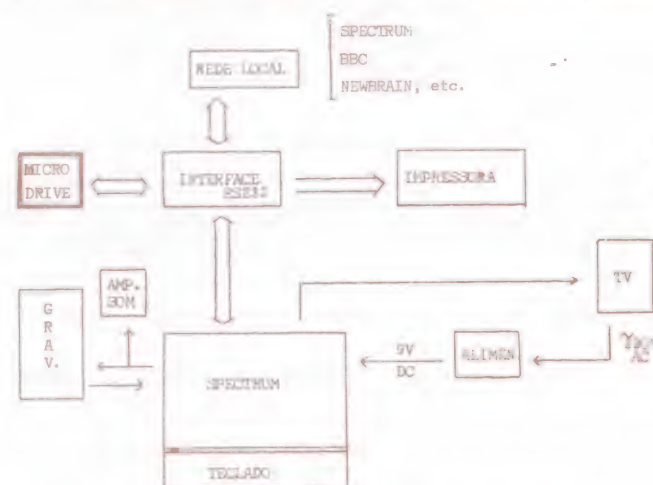 SPECTRUM
BBC
NEWBRAIN, etc.
REDE LOCAL
MICRO
DRIVE
INTERFACE
RS232
IMPRESSORA
TV
AMP.
SOM
G
R
A
V.
9V
DC
ALIMEN
AC
SPECTRUM
TECLADO